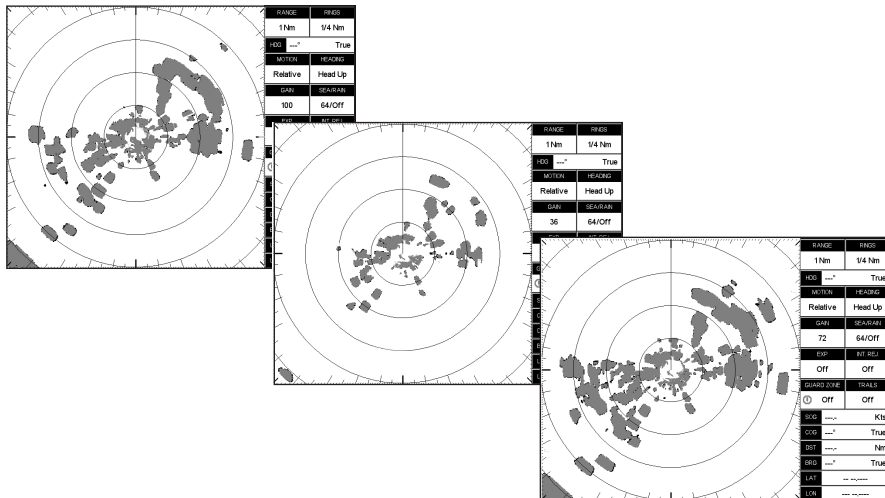 RANGE RINGS
1 Nm 1/4 Nm
HDG ---° True
MOTION HEADING
Relative Head Up
GAIN SEA/RAIN
100 64/Off
EXP INT. REJ
RANGE RINGS
1 Nm 1/4 Nm
HDG ---° True
MOTION HEADING
Relative Head Up
GAIN SEA/RAIN
36 64/Off
RANGE RINGS
1 Nm 1/4 Nm
HDG ---° True
MOTION HEADING
Relative Head Up
GAIN SEA/RAIN
72 64/Off
EXP INT. REJ
Off Off
GUARD ZONE TRAILS
Off Off
SOG ---.- Kts
COG ---° True
DST ---.- Nm
BRG ---° True
LAT -- --.----
LON --- --.----